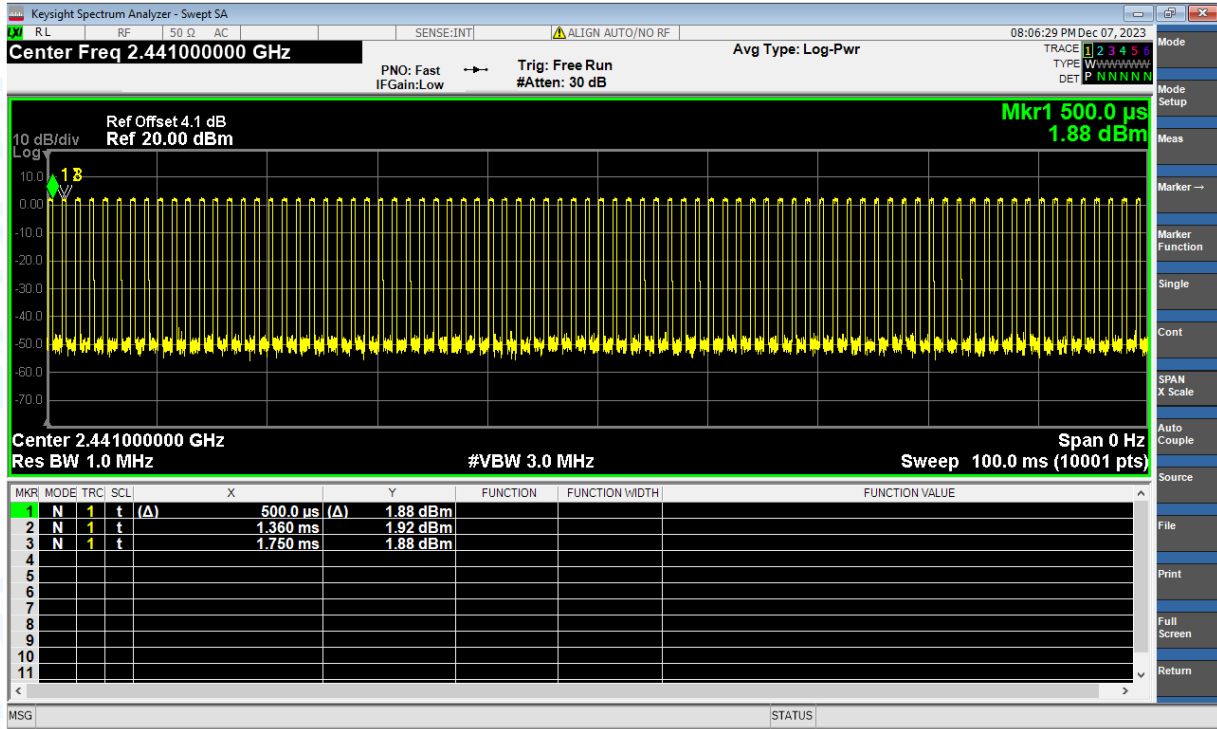 Keysight Spectrum Analyzer - Swept SA
LXI RL RF 50 Ω AC SENSE:INT ALIGN AUTO/NO RF 08:06:29 PM Dec 07, 2023
Center Freq 2.441000000 GHz
PNO: Fast
IFGain:Low
Trig: Free Run
#Atten: 30 dB
Avg Type: Log-Pwr
TRACE 1 2 3 4 5 6
TYPE WWWWWW
DET P N N N N N
Mkr1 500.0 µs
1.88 dBm
Ref Offset 4.1 dB
10 dB/div Ref 20.00 dBm
Log
10.0
0.00
-10.0
-20.0
-30.0
-40.0
-50.0
-60.0
-70.0
1
3
Center 2.441000000 GHz Span 0 Hz
Res BW 1.0 MHz #VBW 3.0 MHz Sweep 100.0 ms (10001 pts)
MKR MODE TRC SCL X Y FUNCTION FUNCTION WIDTH FUNCTION VALUE
1 N 1 t (Δ) 500.0 µs (Δ) 1.88 dBm
2 N 1 t 1.360 ms 1.92 dBm
3 N 1 t 1.750 ms 1.88 dBm
4
5
6
7
8
9
10
11
MSG STATUS
Mode
Mode
Setup
Meas
Marker →
Marker
Function
Single
Cont
SPAN
X Scale
Auto
Couple
Source
File
Print
Full
Screen
Return